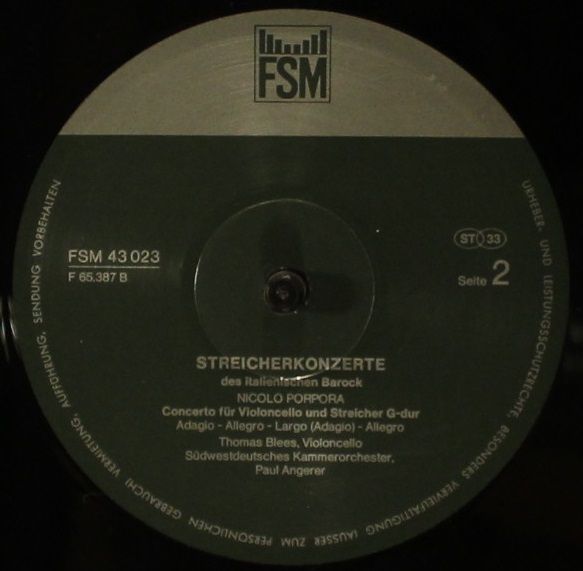 FSM
FSM 43 023
F 65.387 B
ST 33
Seite 2
STREICHERKONZERTE
des italienischen Barock
NICOLO PORPORA
Concerto für Violoncello und Streicher G-dur
Adagio - Allegro - Largo (Adagio) - Allegro
Thomas Blees, Violoncello
Südwestdeutsches Kammerorchester,
Paul Angerer
URHEBER- UND LEISTUNGSSCHUTZRECHTE, BESONDERS VERVIELFÄLTIGUNG (AUSSER ZUM PERSÖNLICHEN GEBRAUCH) VERMIETUNG, AUFFÜHRUNG, SENDUNG VORBEHALTEN